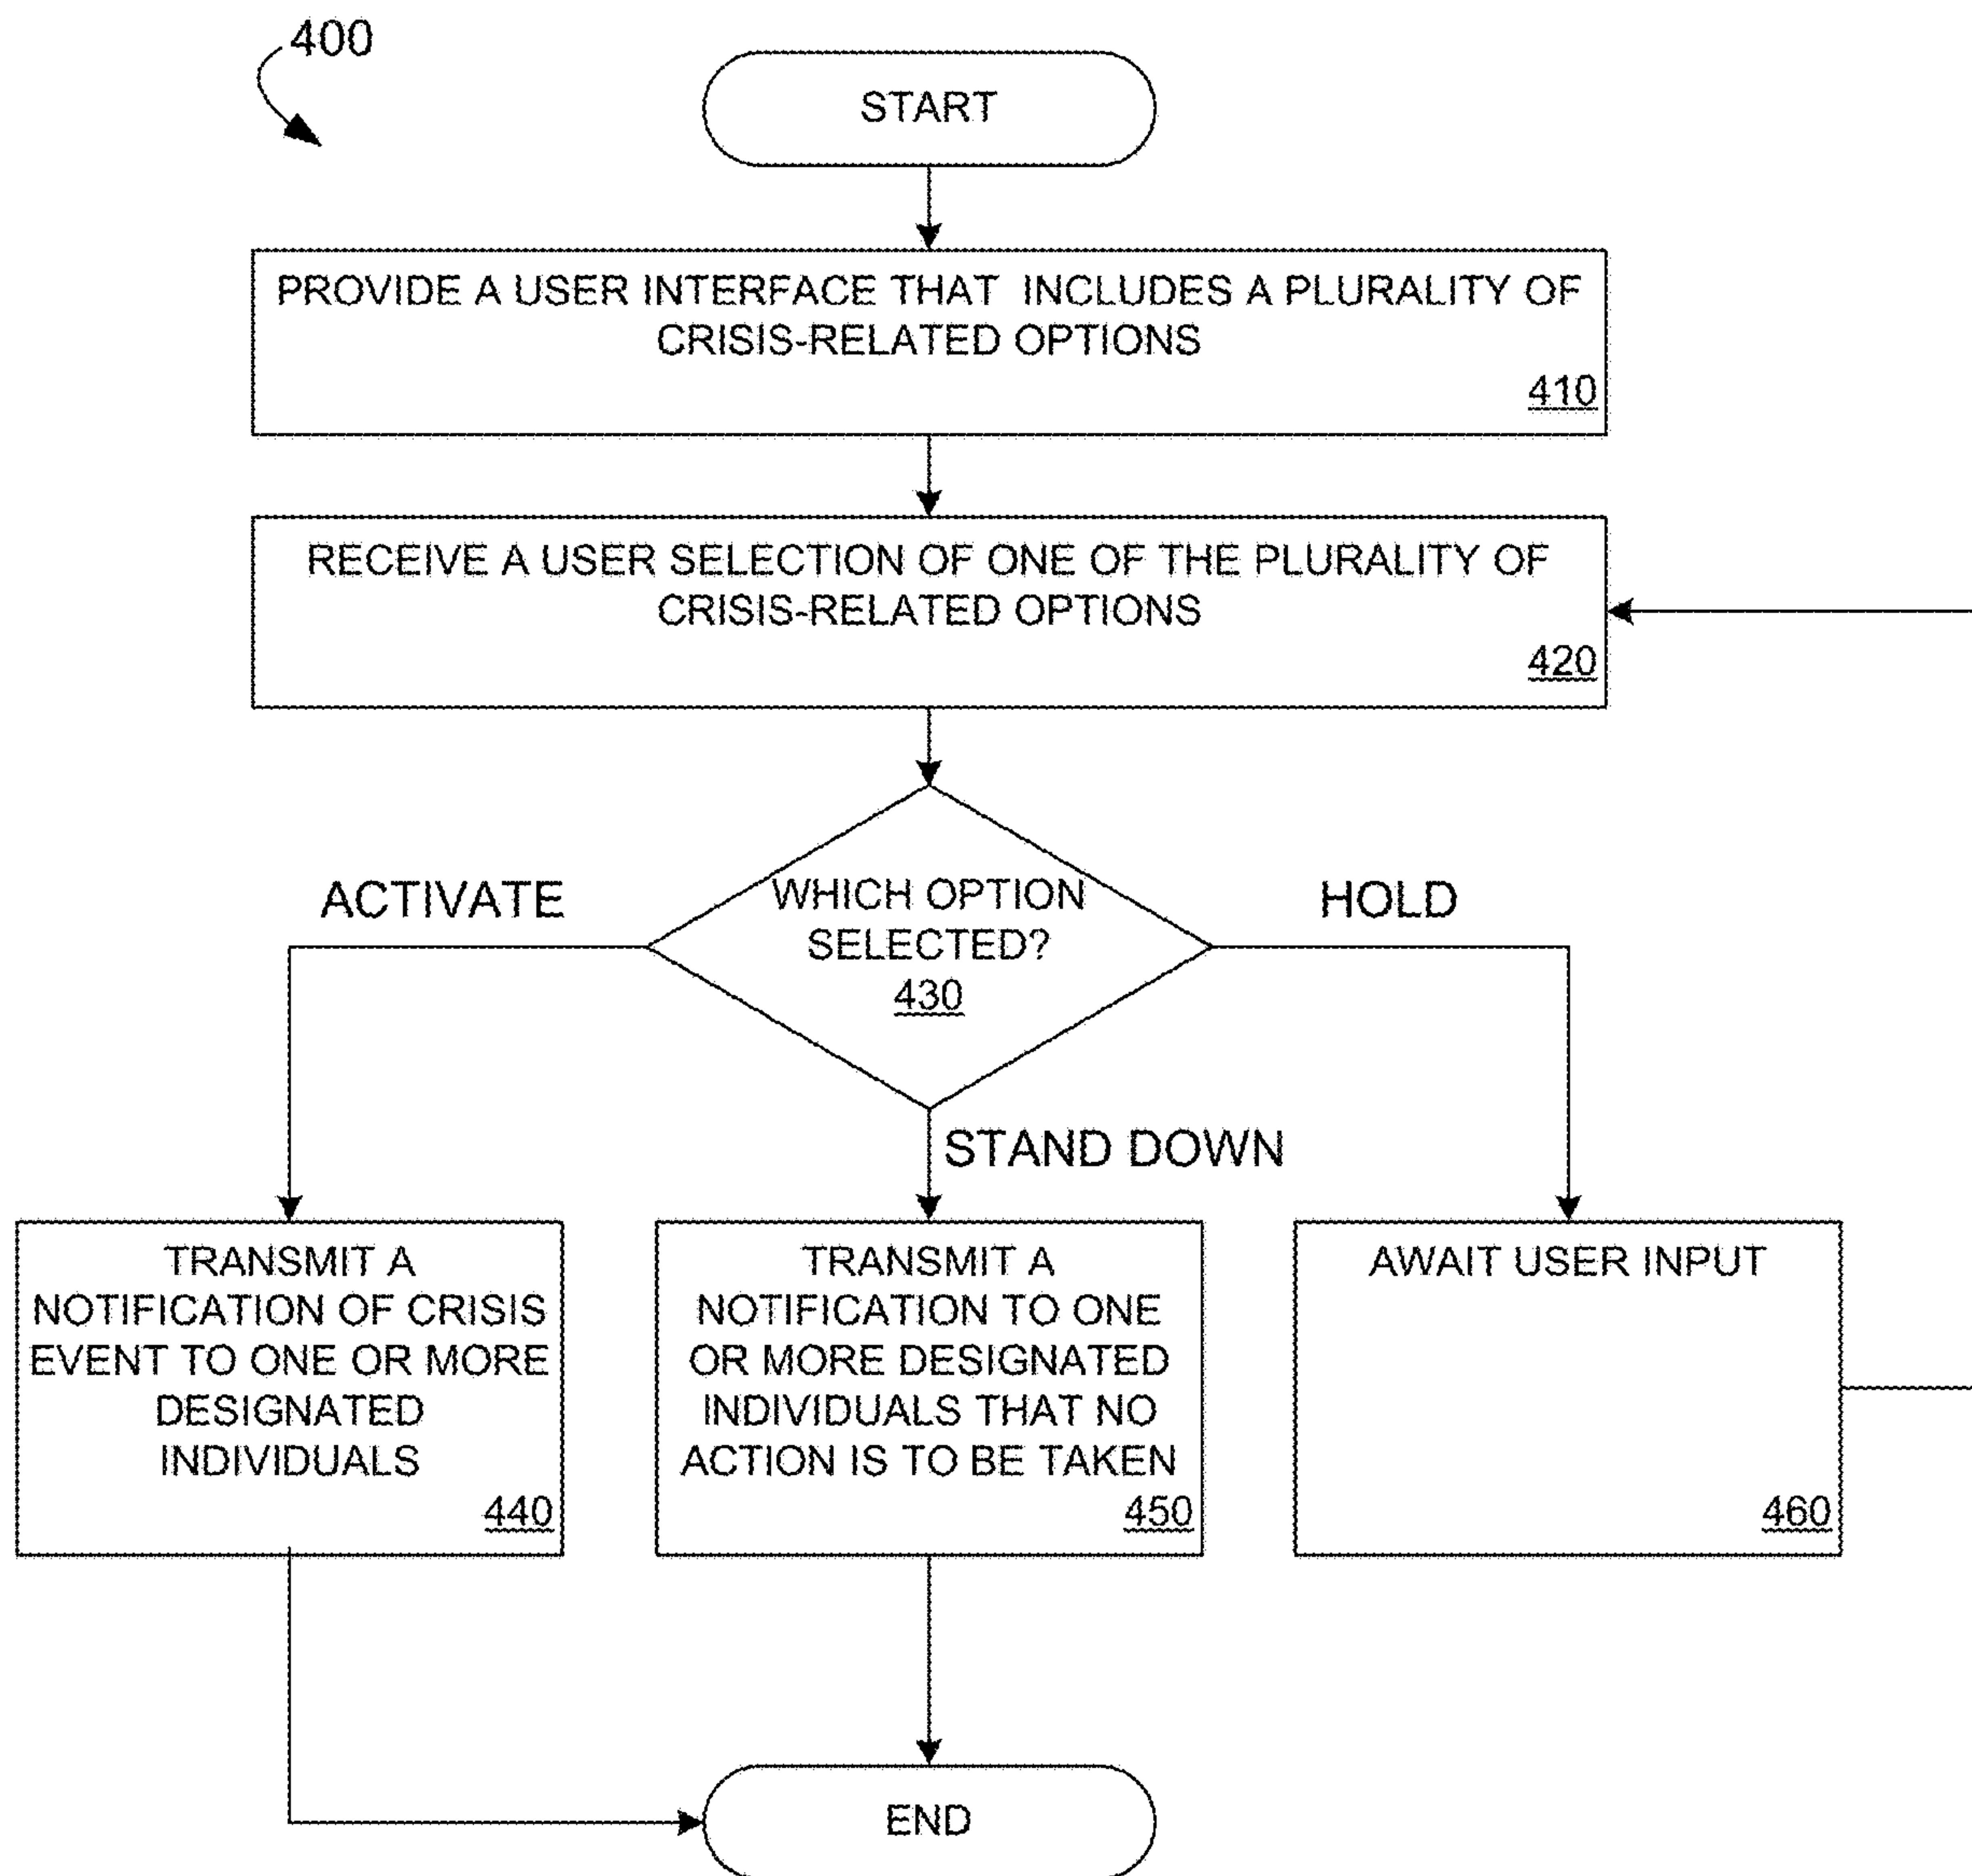 400
START
PROVIDE A USER INTERFACE THAT INCLUDES A PLURALITY OF
CRISIS-RELATED OPTIONS
410
RECEIVE A USER SELECTION OF ONE OF THE PLURALITY OF
CRISIS-RELATED OPTIONS
420
WHICH OPTION
SELECTED?
430
ACTIVATE
HOLD
STAND DOWN
TRANSMIT A
NOTIFICATION OF CRISIS
EVENT TO ONE OR MORE
DESIGNATED
INDIVIDUALS
440
TRANSMIT A
NOTIFICATION TO ONE
OR MORE DESIGNATED
INDIVIDUALS THAT NO
ACTION IS TO BE TAKEN
450
AWAIT USER INPUT
460
END